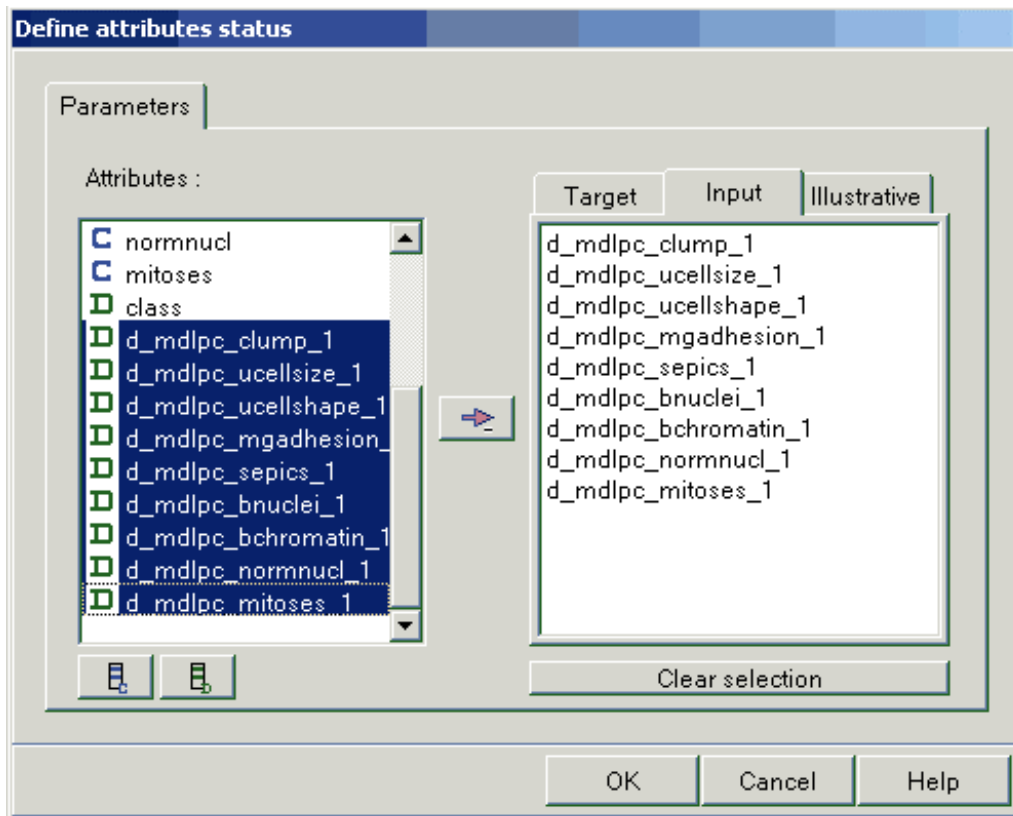 Define attributes status
Parameters
Attributes :
C normnucl
C mitoses
D class
D d_mdlpc_clump_1
D d_mdlpc_ucellsize_1
D d_mdlpc_ucellshape_1
D d_mdlpc_mgadhesion_
D d_mdlpc_sepics_1
D d_mdlpc_bnuclei_1
D d_mdlpc_bchromatin_1
D d_mdlpc_normnucl_1
D d_mdlpc_mitoses_1
C
D
Target Input Illustrative
d_mdlpc_clump_1
d_mdlpc_ucellsize_1
d_mdlpc_ucellshape_1
d_mdlpc_mgadhesion_1
d_mdlpc_sepics_1
d_mdlpc_bnuclei_1
d_mdlpc_bchromatin_1
d_mdlpc_normnucl_1
d_mdlpc_mitoses_1
Clear selection
OK Cancel Help